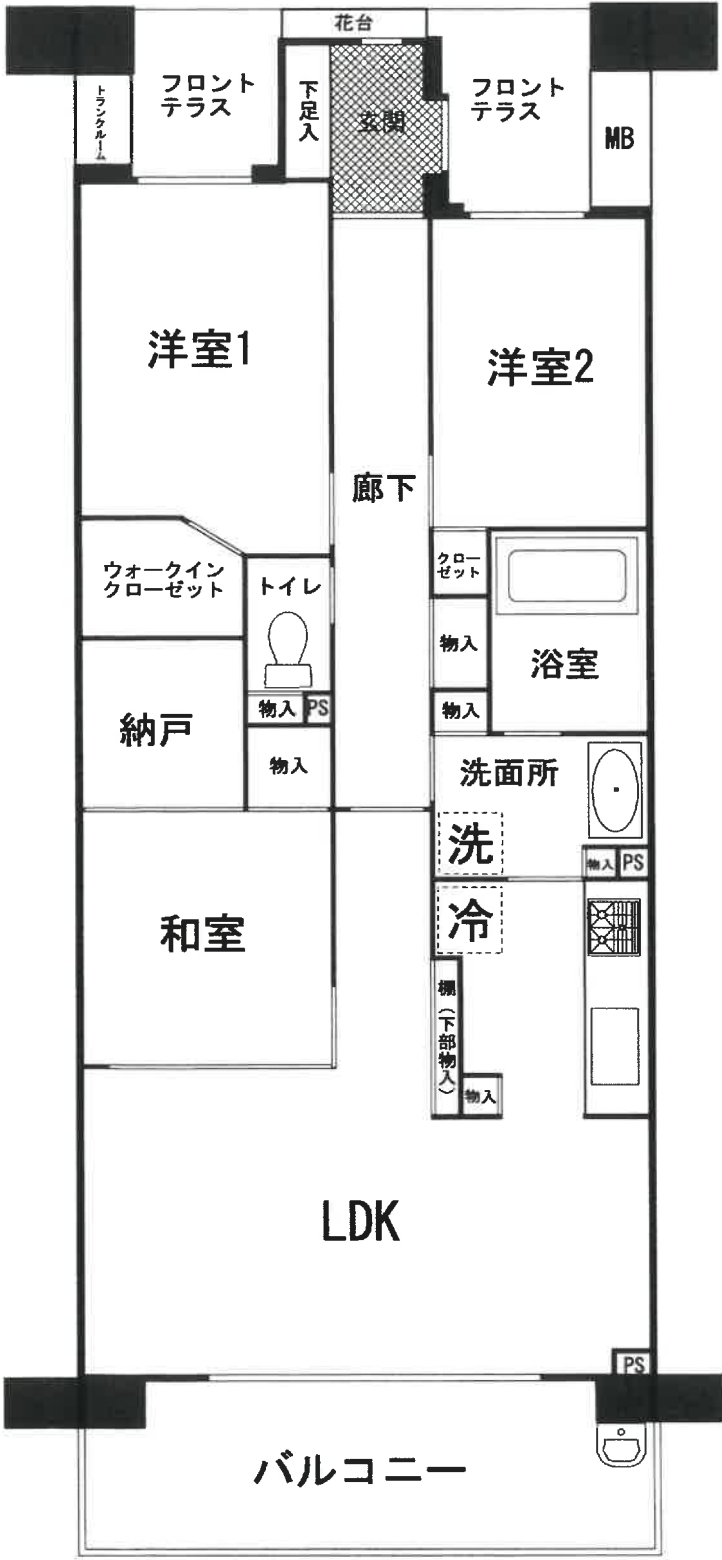 花台
フロント
テラス
下足入
玄関
フロント
テラス
トランクルーム
MB
洋室1
洋室2
廊下
ウォークイン
クローゼット
トイレ
クロー
ゼット
物入
浴室
物入
PS
物入
納戸
物入
洗面所
洗
物入
PS
和室
冷
棚（下部物入）
物入
LDK
PS
バルコニー